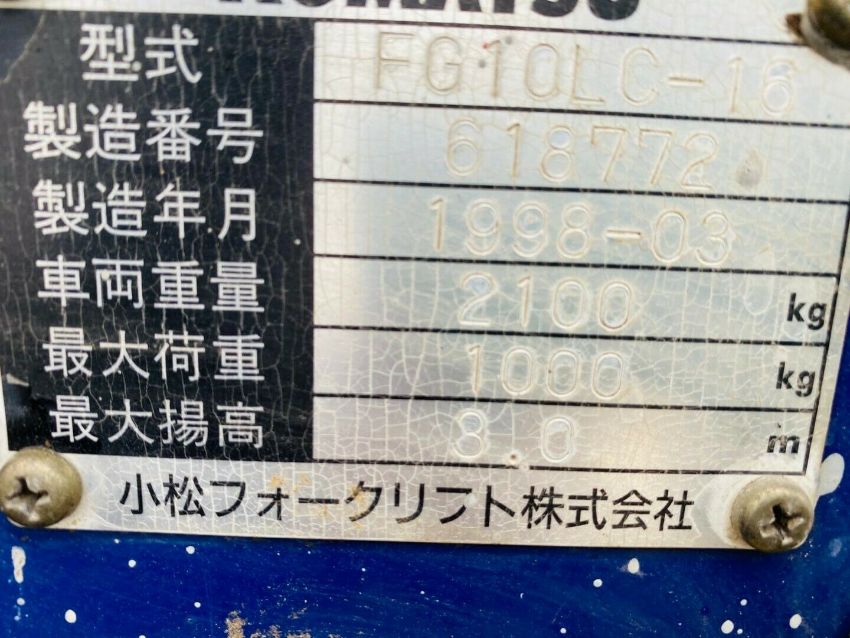 KOMATSU
型式 FG10LC-16
製造番号 618772
製造年月 1998-03
車両重量 2100 kg
最大荷重 1000 kg
最大揚高 3.0 m
小松フォークリフト株式会社